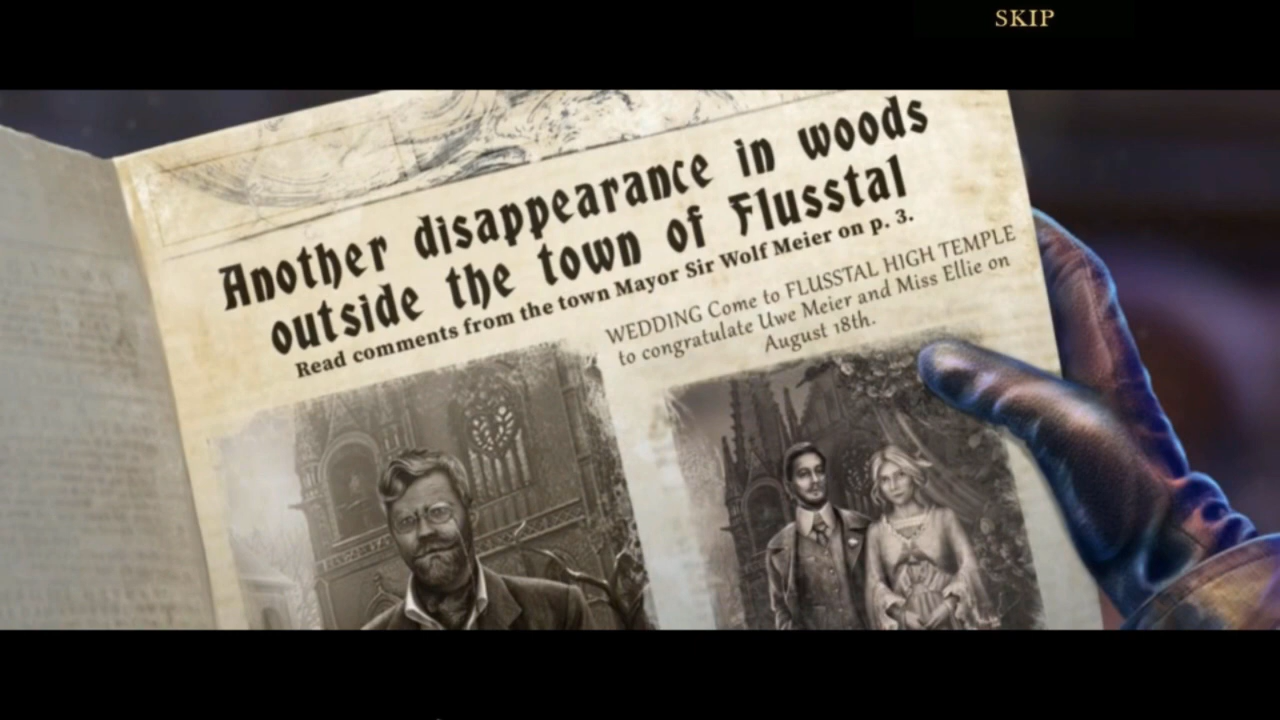 SKIP
Another disappearance in woods
outside the town of Flusstal
Read comments from the town Mayor Sir Wolf Meier on p. 3.
WEDDING Come to FLUSSTAL HIGH TEMPLE
to congratulate Uwe Meier and Miss Ellie on
August 18th.